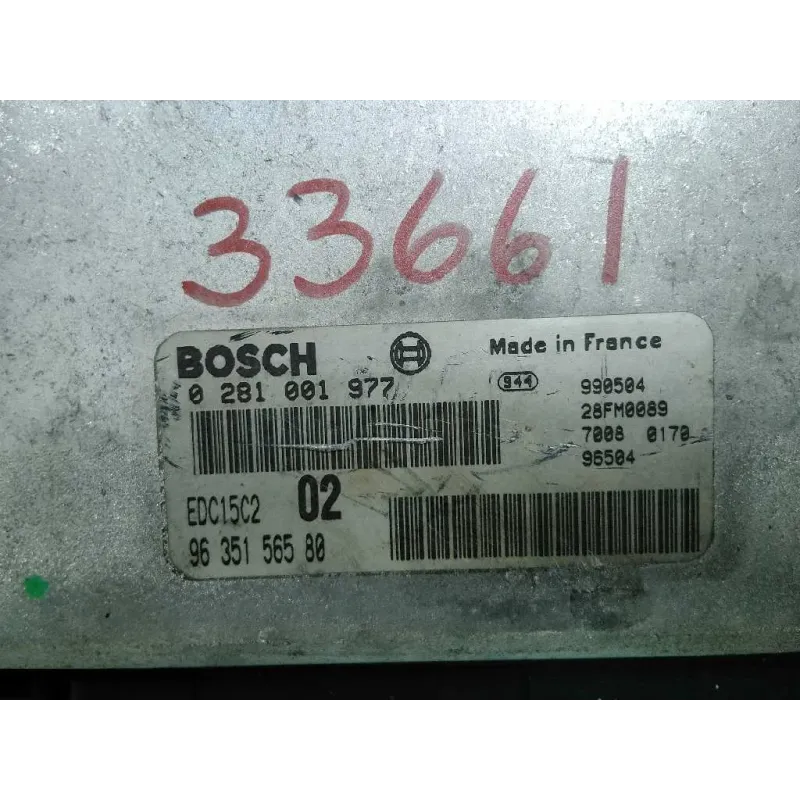 33661
BOSCH Made in France
0 281 001 977 944 990504
28FM0089
7008 0170
96504
EDC15C2 02
96 351 565 80